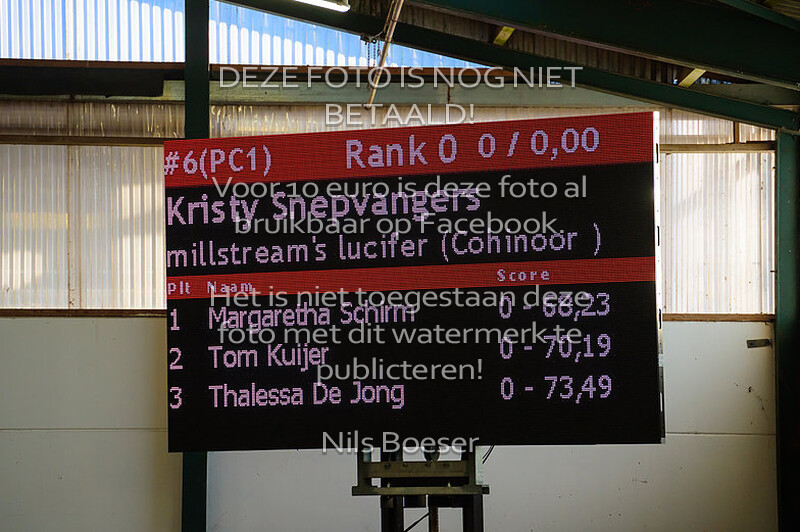 DEZE FOTO IS NOG NIET
BETAALD!
#6(PC1) Rank 0 0 / 0,00
Voor 10 euro is deze foto al
Kristy Snepvangers
bruikbaar op Facebook
millstream's lucifer (Cohinoor )
Plt Naam Score
Het is niet toegestaan deze
1 Margaretha Schirm 0 - 68,23
foto met dit watermerk te
2 Tom Kuijer 0 - 70,19
publiceren!
3 Thalessa De Jong 0 - 73,49
Nils Boeser